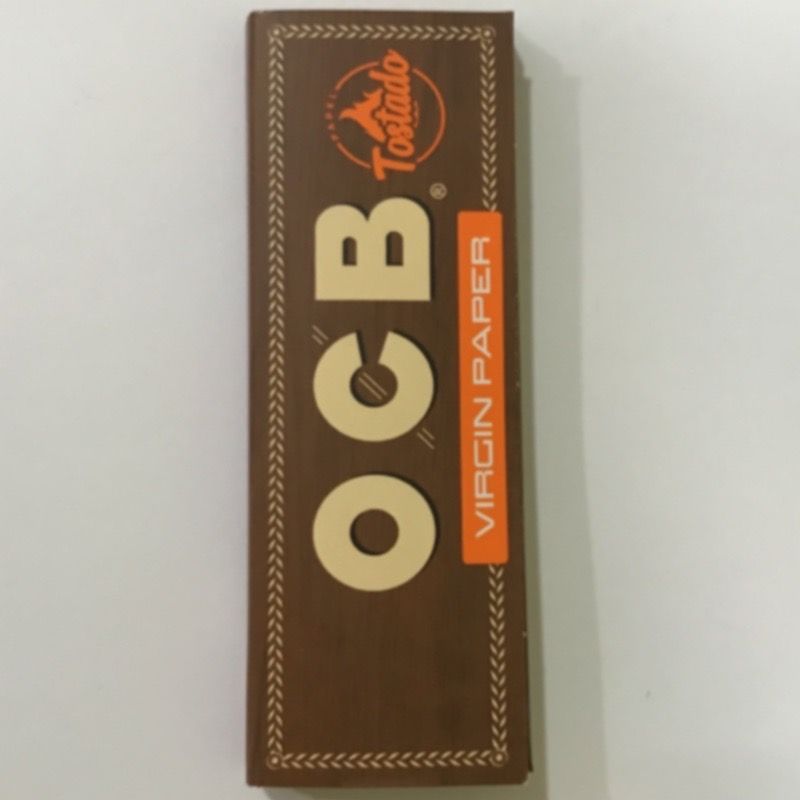 OCB®
PAPEL
Tostado
VIRGIN PAPER